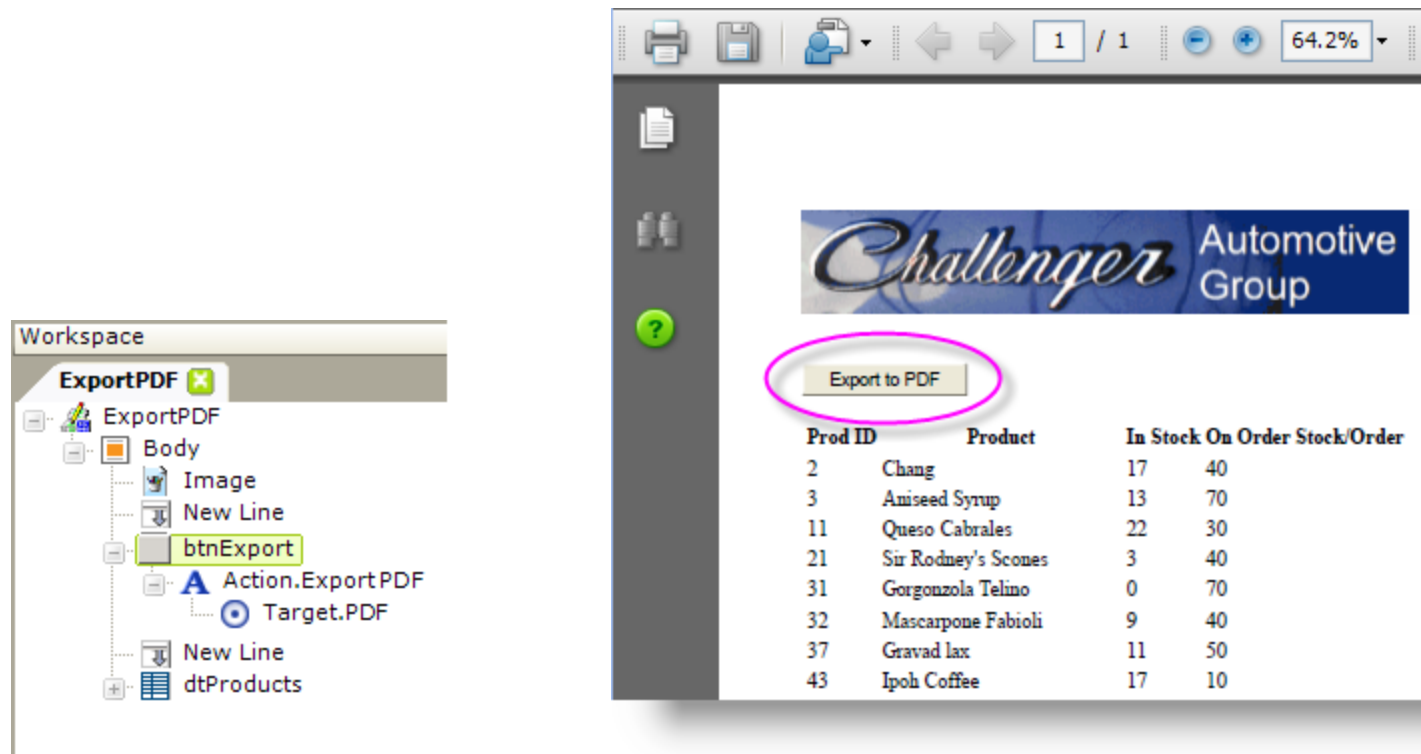 Workspace
ExportPDF
ExportPDF
Body
Image
New Line
btnExport
Action.ExportPDF
Target.PDF
New Line
dtProducts
1 / 1 64.2%
?
Challenger Automotive Group
Export to PDF
Prod ID Product In Stock On Order Stock/Order
2 Chang 17 40
3 Aniseed Syrup 13 70
11 Queso Cabrales 22 30
21 Sir Rodney's Scones 3 40
31 Gorgonzola Telino 0 70
32 Mascarpone Fabioli 9 40
37 Gravad lax 11 50
43 Ipoh Coffee 17 10